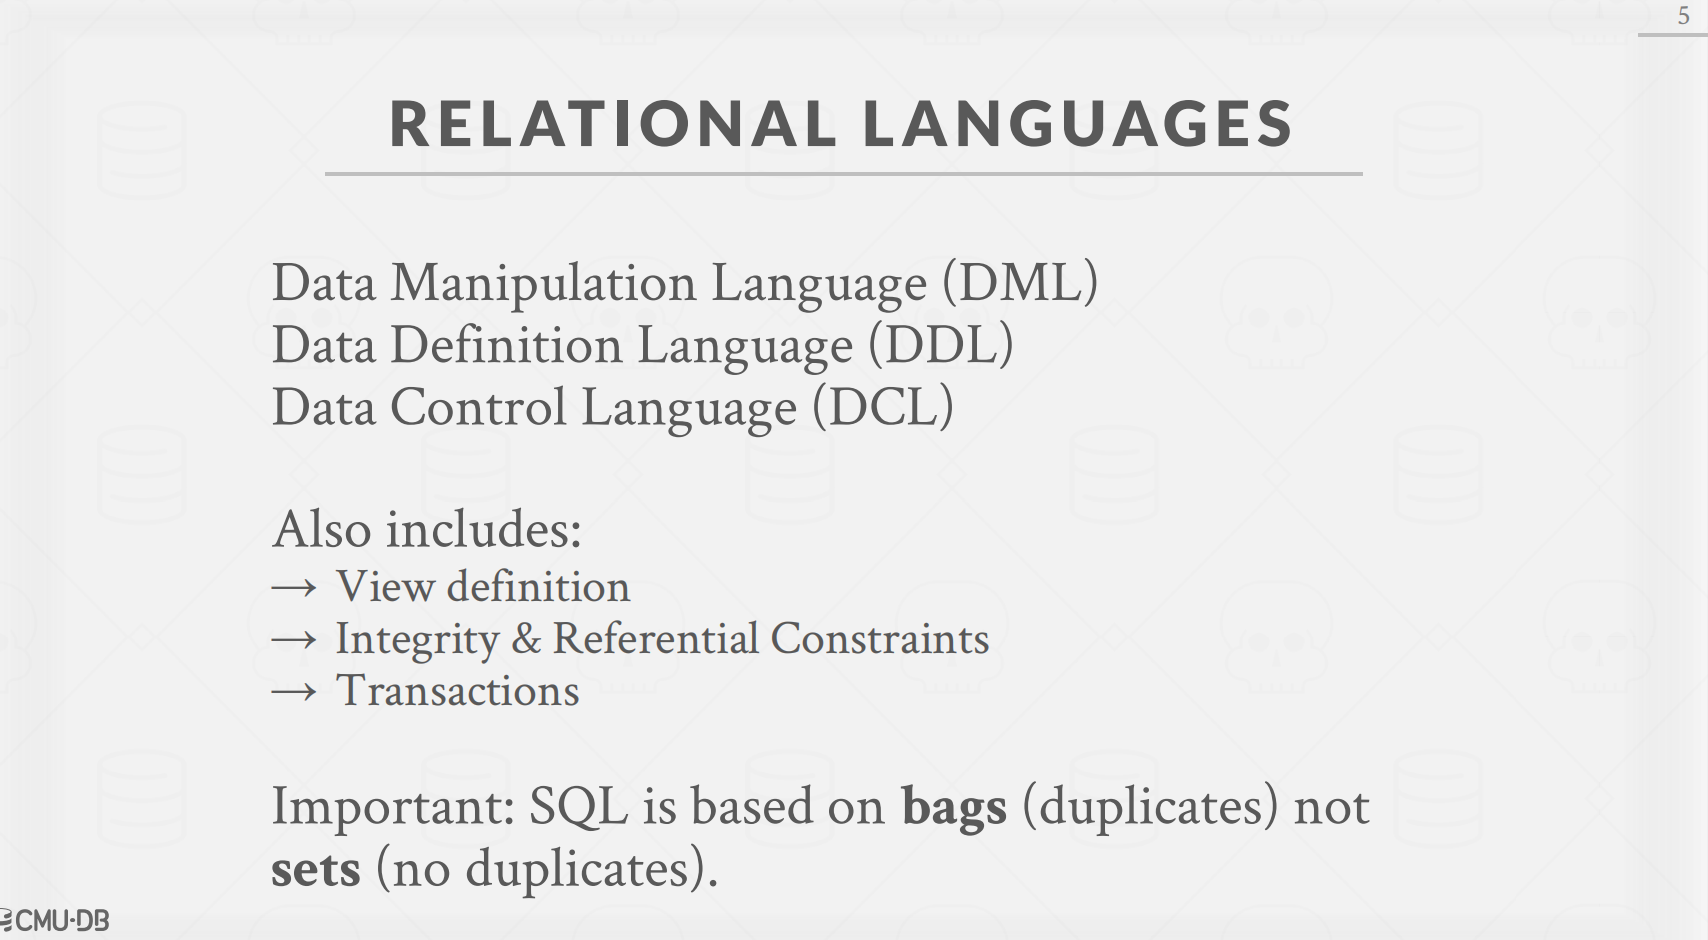 5
RELATIONAL LANGUAGES
Data Manipulation Language (DML)
Data Definition Language (DDL)
Data Control Language (DCL)
Also includes:
→ View definition
→ Integrity & Referential Constraints
→ Transactions
Important: SQL is based on bags (duplicates) not
sets (no duplicates).
CMU·DB